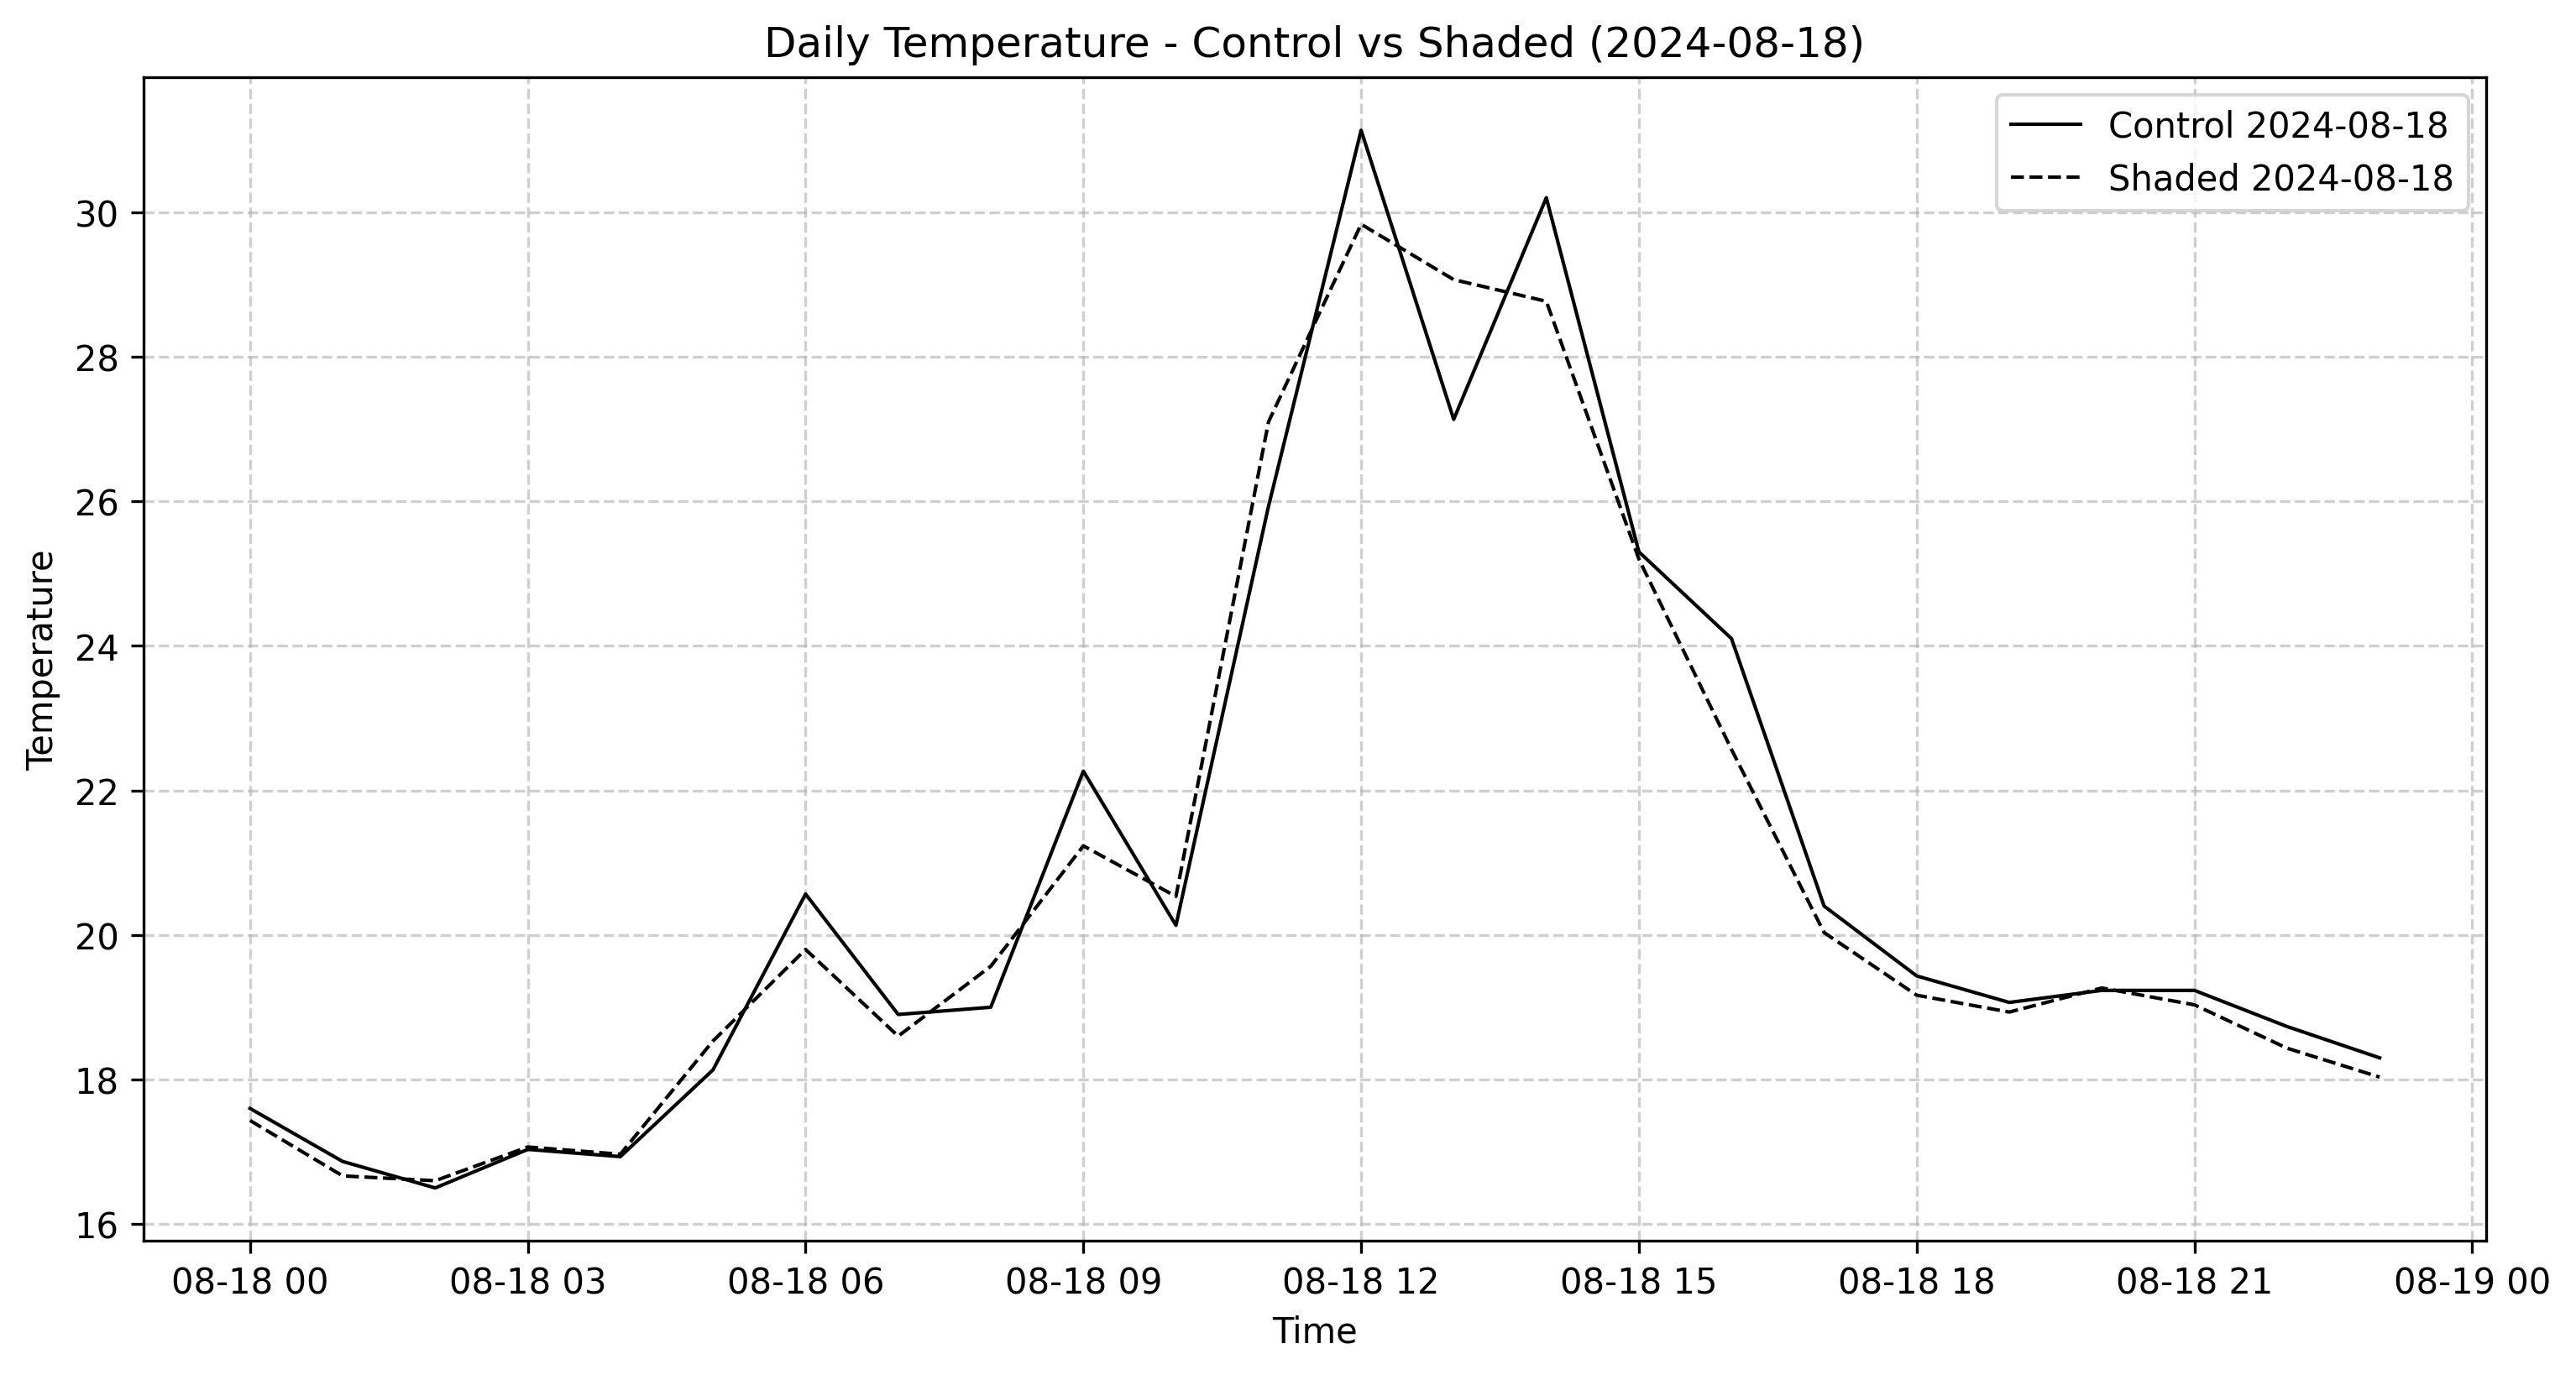 Daily Temperature - Control vs Shaded (2024-08-18)
Control 2024-08-18
Shaded 2024-08-18
Temperature
30
28
26
24
22
20
18
16
08-18 00 08-18 03 08-18 06 08-18 09 08-18 12 08-18 15 08-18 18 08-18 21 08-19 00
Time